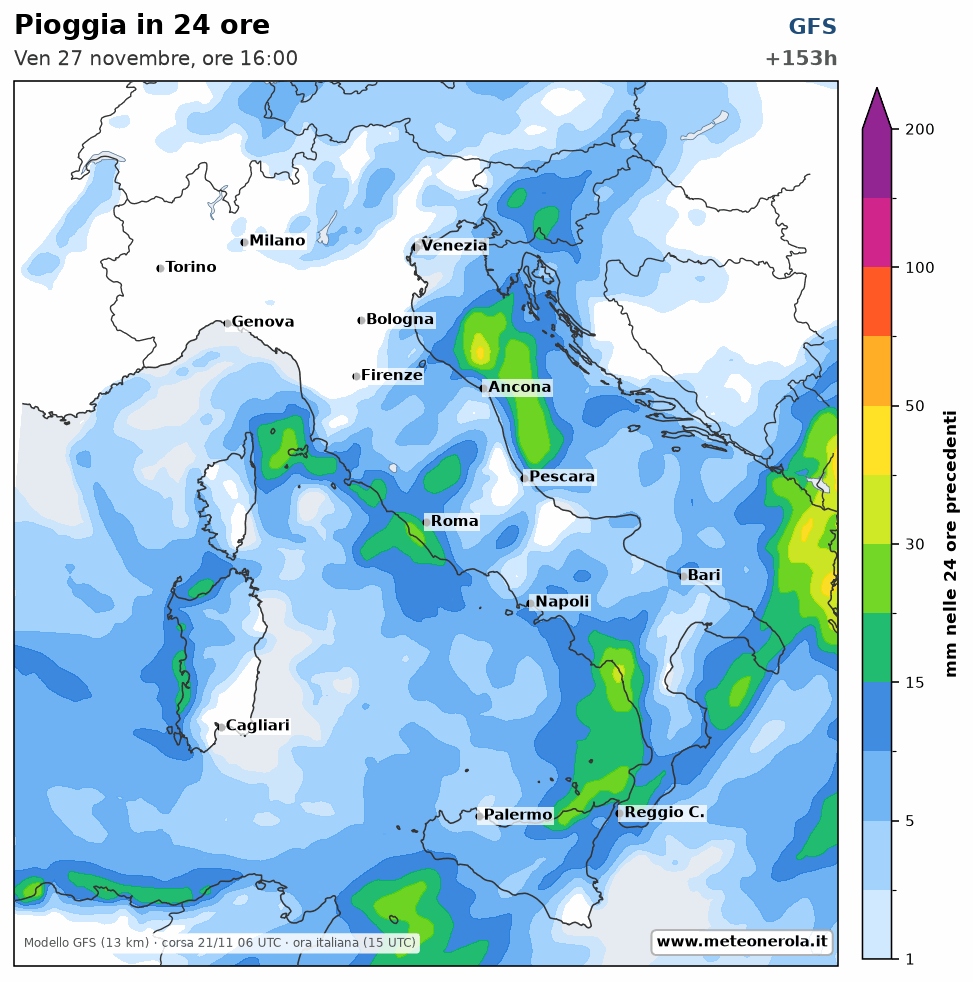 Pioggia in 24 ore
GFS
Ven 27 novembre, ore 16:00
+153h
200
100
50
30
15
5
1
mm nelle 24 ore precedenti
Milano
Venezia
Torino
Genova
Bologna
Firenze
Ancona
Pescara
Roma
Bari
Napoli
Cagliari
Palermo
Reggio C.
Modello GFS (13 km) · corsa 21/11 06 UTC · ora italiana (15 UTC)
www.meteonerola.it